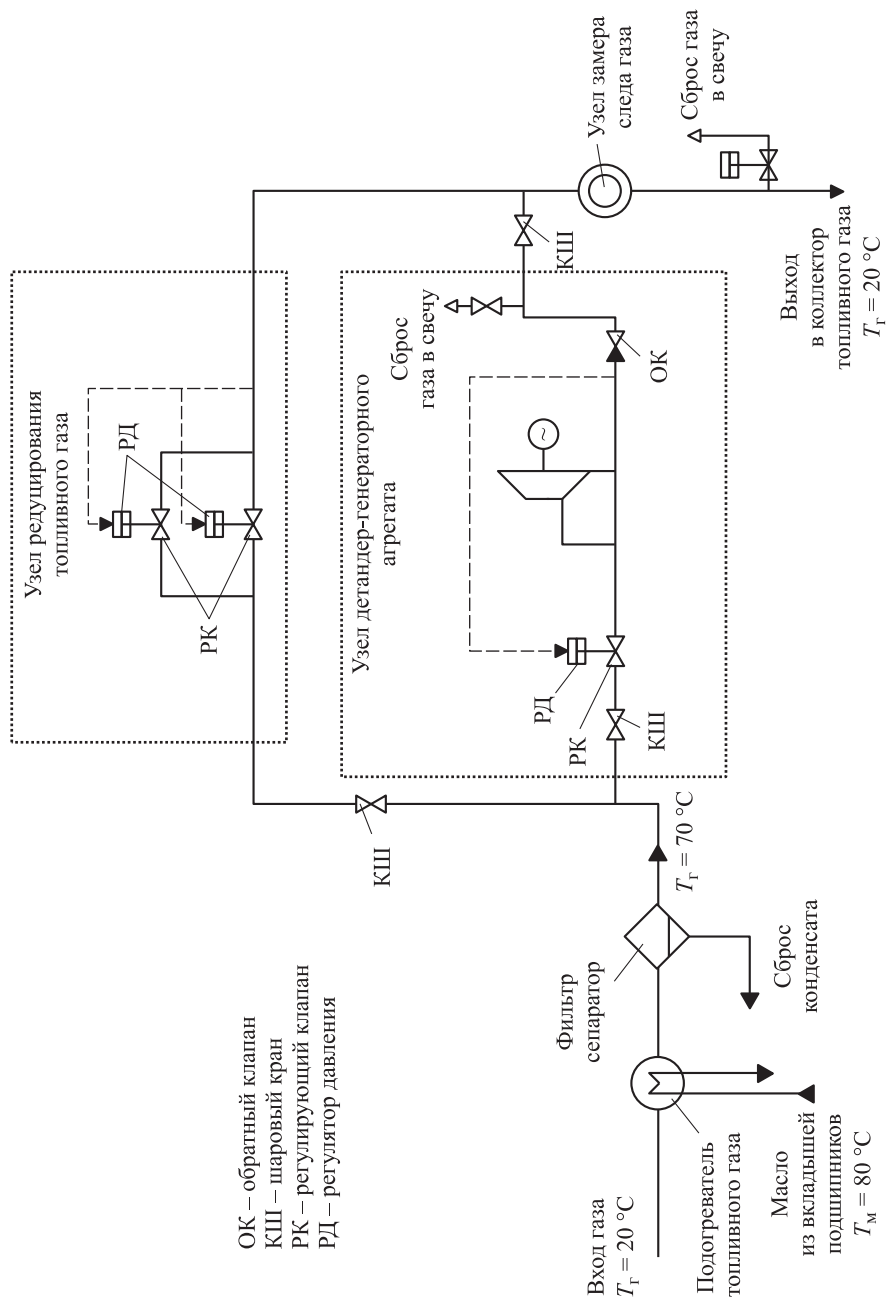 Узел редуцирования
топливного газа
РД
РК
КШ
Узел детандер-генераторного
агрегата
Сброс
газа в свечу
РД
РК
КШ
~
ОК
КШ
Узел замера
следа газа
Сброс газа
в свечу
Выход
в коллектор
топливного газа
Tг = 20 °C
Tг = 70 °C
Фильтр
сепаратор
Сброс
конденсата
Вход газа
Tг = 20 °C
Подогреватель
топливного газа
Масло
из вкладышей
подшипников
Tм = 80 °C
ОК – обратный клапан
КШ – шаровый кран
РК – регулирующий клапан
РД – регулятор давления